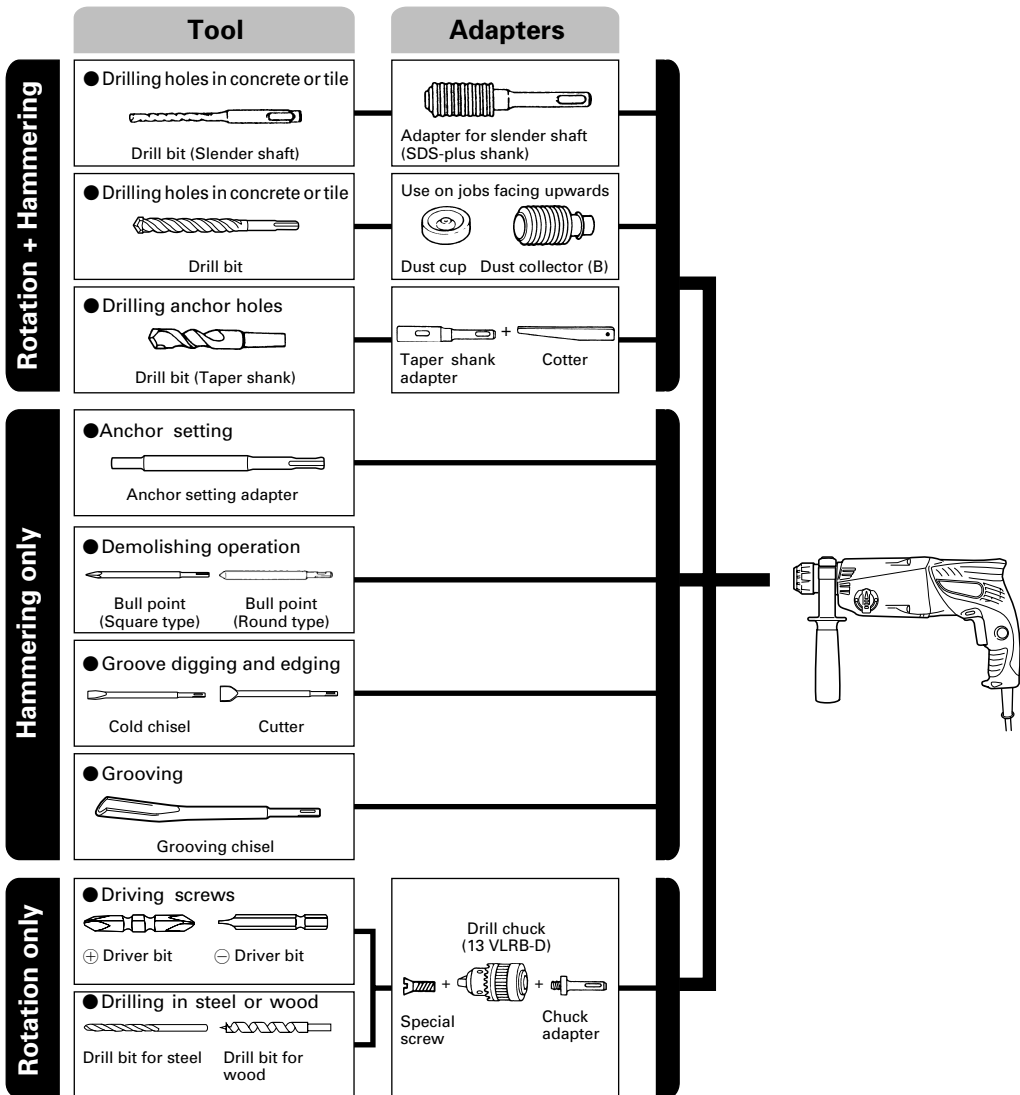 Tool
Adapters
Rotation + Hammering
● Drilling holes in concrete or tile
Drill bit (Slender shaft)
Adapter for slender shaft
(SDS-plus shank)
● Drilling holes in concrete or tile
Drill bit
Use on jobs facing upwards
Dust cup Dust collector (B)
● Drilling anchor holes
Drill bit (Taper shank)
+
Taper shank
adapter
Cotter
Hammering only
● Anchor setting
Anchor setting adapter
● Demolishing operation
Bull point
(Square type)
Bull point
(Round type)
● Groove digging and edging
Cold chisel
Cutter
● Grooving
Grooving chisel
Rotation only
● Driving screws
⊕ Driver bit
⊖ Driver bit
● Drilling in steel or wood
Drill bit for steel
Drill bit for
wood
Drill chuck
(13 VLRB-D)
+ +
Special
screw
Chuck
adapter